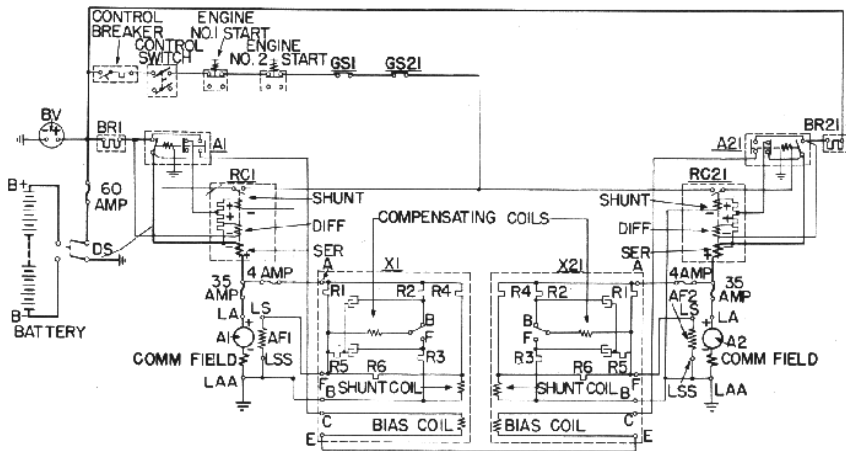 CONTROL BREAKER
CONTROL SWITCH
ENGINE NO.1 START
ENGINE NO. 2 START
GS1
GS21
BV
BR1
A1
A21
BR21
RC1
RC21
B+
60 AMP
DS
B-
BATTERY
SHUNT
DIFF
SER
COMPENSATING COILS
SHUNT
DIFF
SER
A
X1
X21
A
4 AMP
35 AMP
4AMP
35 AMP
R1
R2
R4
R4
R2
R1
LA
LS
AF2
LS
LA
B
F
B
F
A1
AF1
A2
COMM FIELD
LSS
R5
R6
R3
R3
R6
R5
COMM FIELD
LAA
F
SHUNT COIL
SHUNT COIL
F
LSS
LAA
B
B
C
BIAS COIL
BIAS COIL
C
E
E